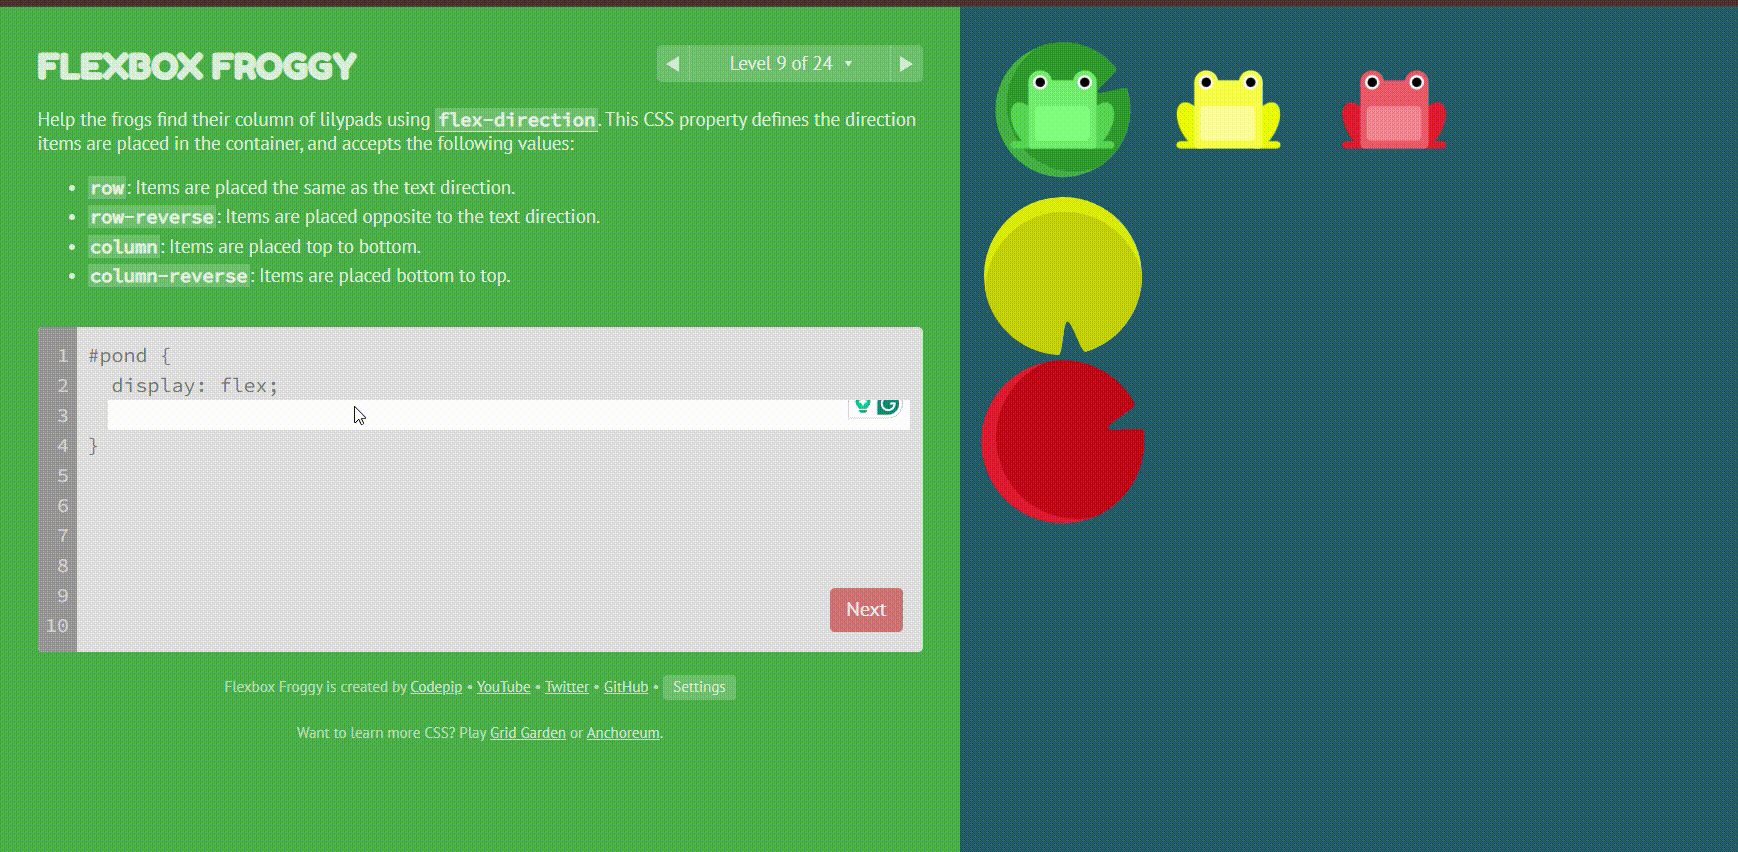 FLEXBOX FROGGY
◀ Level 9 of 24 ▼ ▶
Help the frogs find their column of lilypads using flex-direction. This CSS property defines the direction
items are placed in the container, and accepts the following values:
• row: Items are placed the same as the text direction.
• row-reverse: Items are placed opposite to the text direction.
• column: Items are placed top to bottom.
• column-reverse: Items are placed bottom to top.
1 #pond {
2 display: flex;
3
4 }
5
6
7
8
9
10
Next
Flexbox Froggy is created by Codepip • YouTube • Twitter • GitHub • Settings
Want to learn more CSS? Play Grid Garden or Anchoreum.